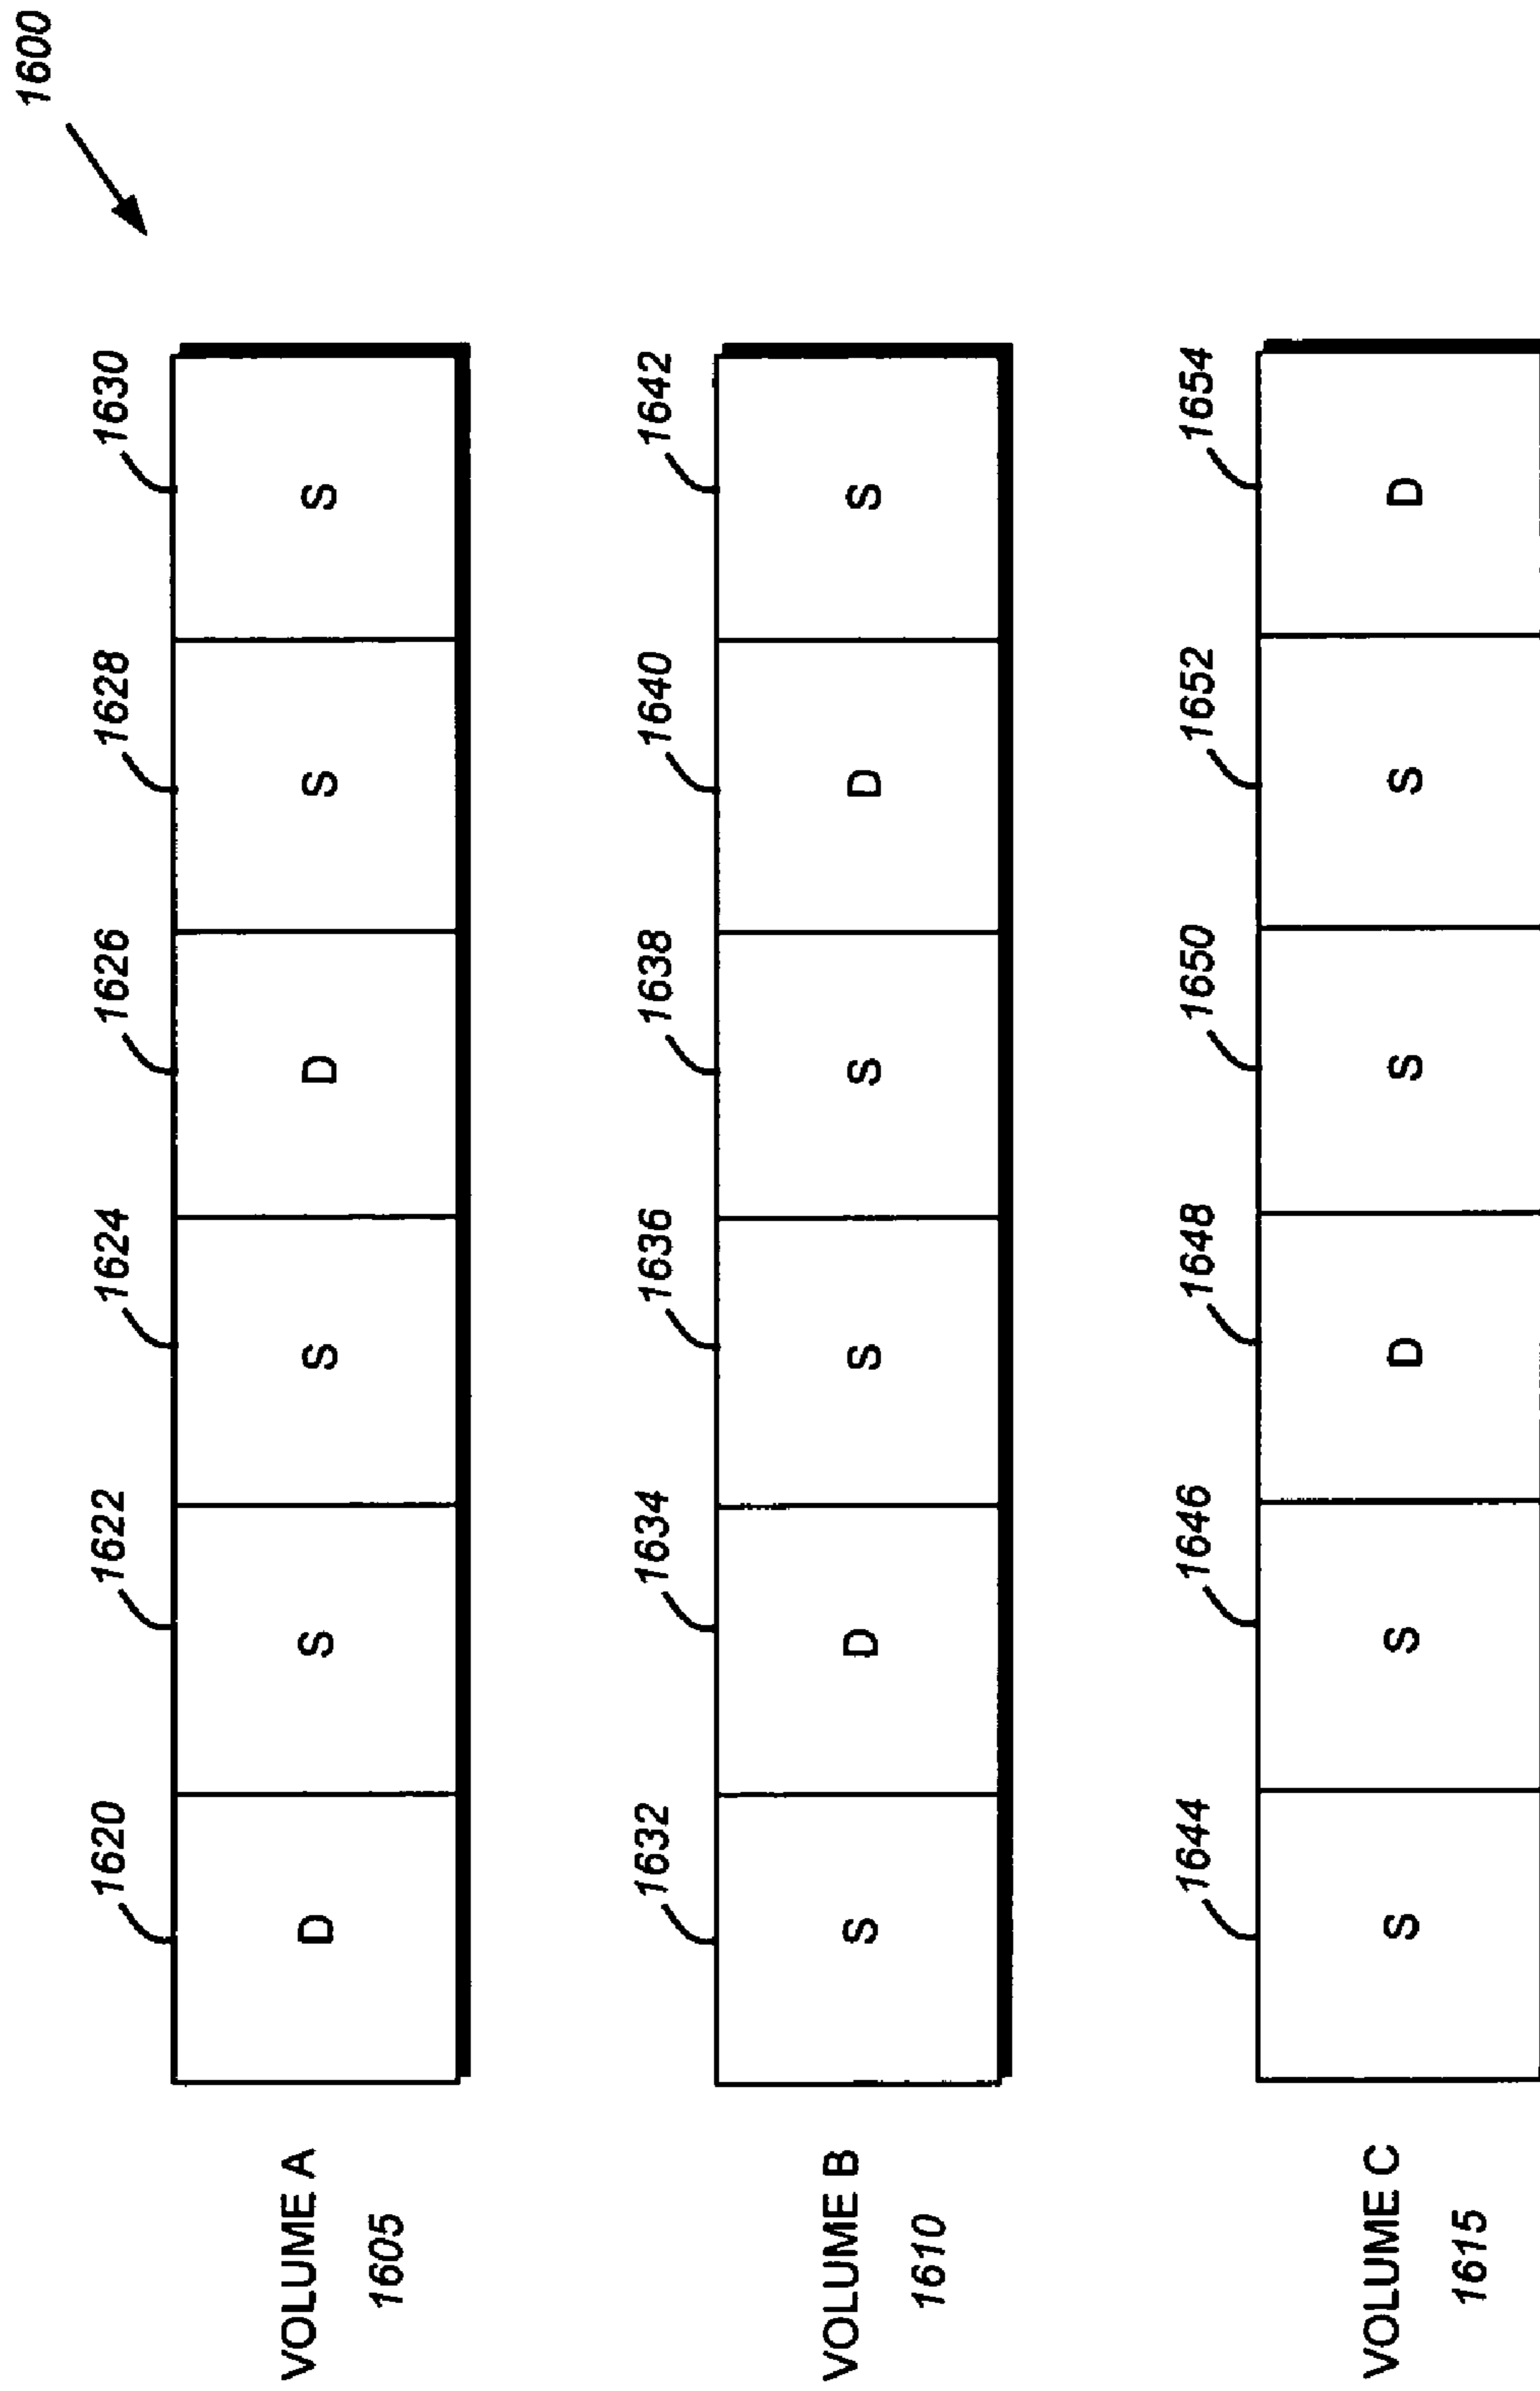 1600
1620 1622 1624 1626 1628 1630
VOLUME A D S S D S S
1605
1632 1634 1636 1638 1640 1642
VOLUME B S D S S D S
1610
1644 1646 1648 1650 1652 1654
VOLUME C S S D S S D
1615